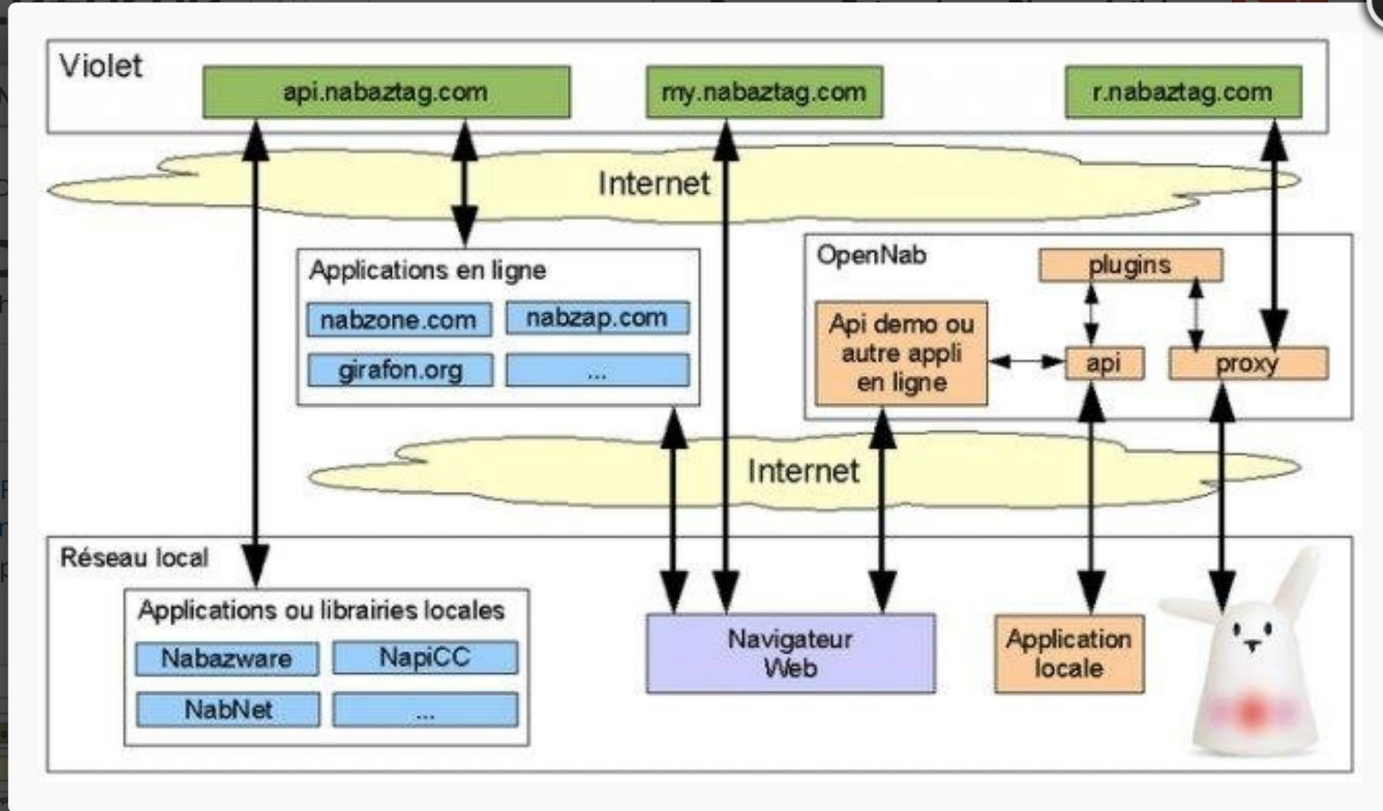 Violet
api.nabaztag.com
my.nabaztag.com
r.nabaztag.com
Internet
Applications en ligne
nabzone.com
nabzap.com
girafon.org
...
OpenNab
plugins
Api demo ou
autre appli
en ligne
api
proxy
Internet
Réseau local
Applications ou librairies locales
Nabazware
NapiCC
NabNet
...
Navigateur
Web
Application
locale